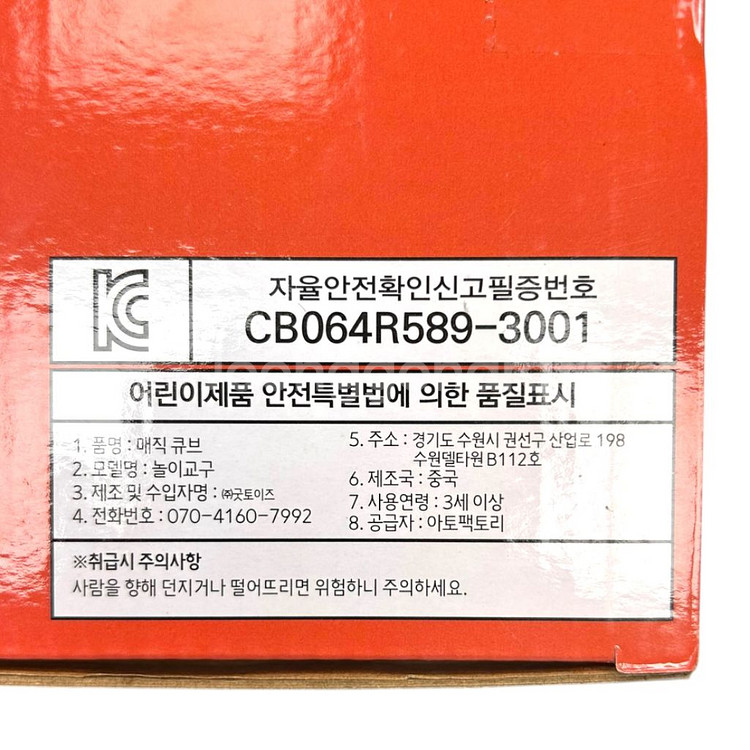 KC
자율안전확인신고필증번호
CB064R589-3001
어린이제품 안전특별법에 의한 품질표시
1. 품명 : 매직 큐브
2. 모델명 : 놀이교구
3. 제조 및 수입자명 : ㈜굿토이즈
4. 전화번호 : 070-4160-7992
5. 주소 : 경기도 수원시 권선구 산업로 198
수원델타원 B112호
6. 제조국 : 중국
7. 사용연령 : 3세 이상
8. 공급자 : 아토팩토리
※취급시 주의사항
사람을 향해 던지거나 떨어뜨리면 위험하니 주의하세요.